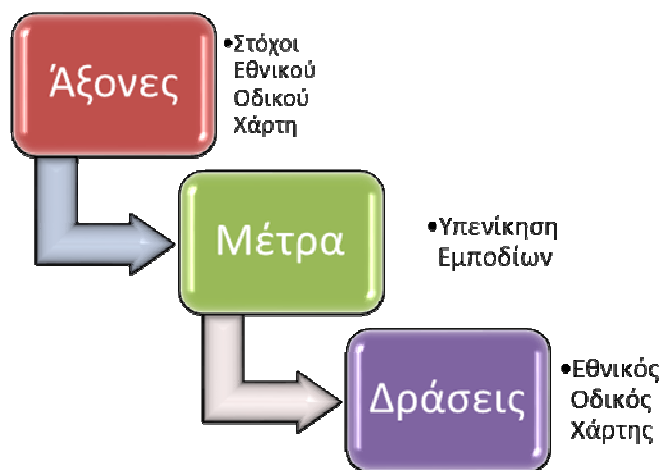 Άξονες
•Στόχοι
Εθνικού
Οδικού
Χάρτη
Μέτρα
•Υπενίκηση
Εμποδίων
Δράσεις
•Εθνικός
Οδικός
Χάρτης